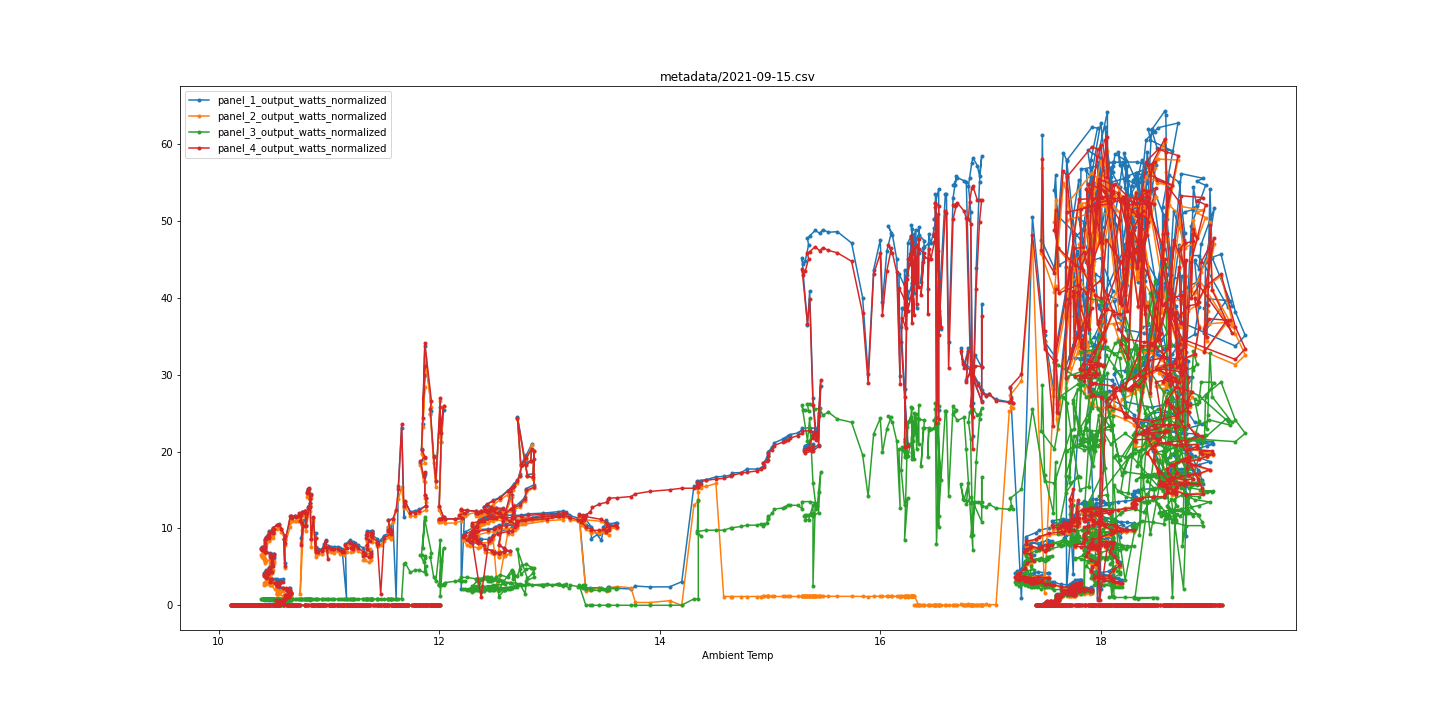 metadata/2021-09-15.csv
panel_1_output_watts_normalized
panel_2_output_watts_normalized
panel_3_output_watts_normalized
panel_4_output_watts_normalized
60
50
40
30
20
10
0
10 12 14 16 18
Ambient Temp